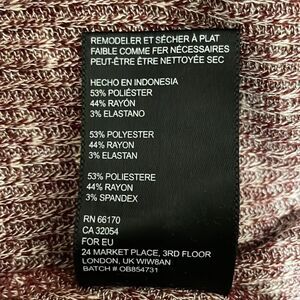 REMODELER ET SÉCHER À PLAT
FAIBLE COMME FER NÉCESSAIRES
PEUT-ÊTRE ÊTRE NETTOYÉE SEC
HECHO EN INDONESIA
53% POLIÉSTER
44% RAYÓN
3% ELASTANO
53% POLYESTER
44% RAYON
3% ELASTAN
53% POLIESTERE
44% RAYON
3% SPANDEX
RN 66170
CA 32054
FOR EU
24 MARKET PLACE, 3RD FLOOR
LONDON, UK WIW8AN
BATCH # OB854731